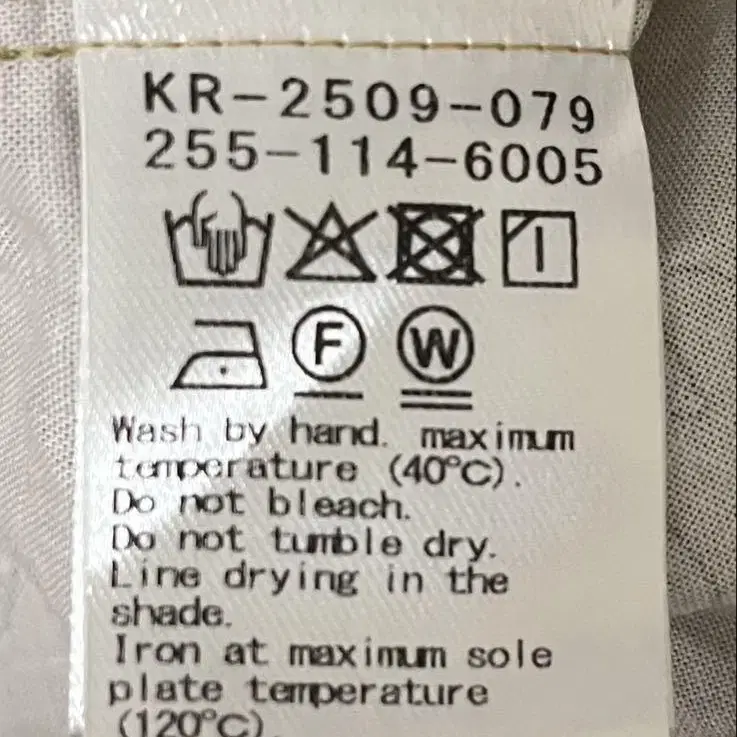 KR-2509-079
255-114-6005
F W
Wash by hand. maximum
temperature (40°C).
Do not bleach.
Do not tumble dry.
Line drying in the
shade.
Iron at maximum sole
plate temperature
(120°C).